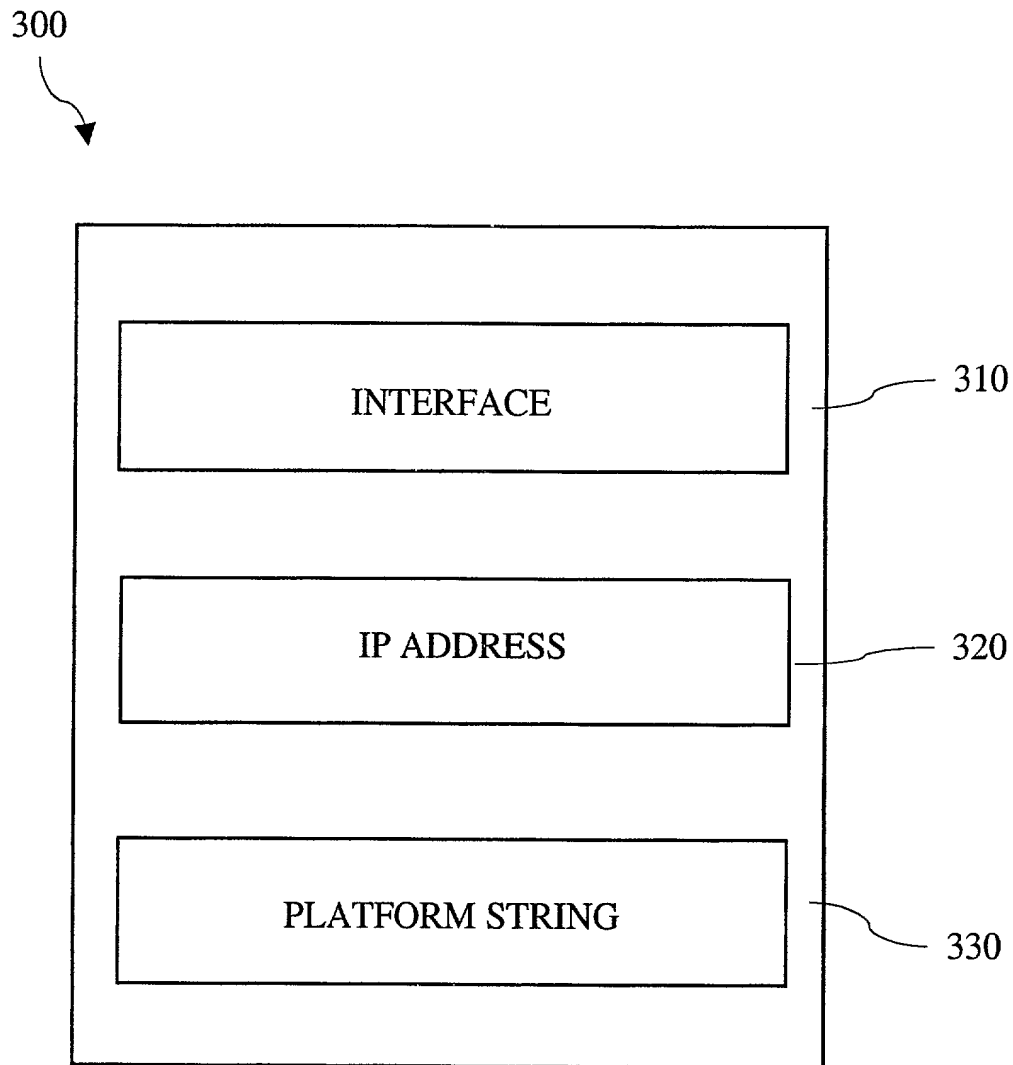 300
INTERFACE
310
IP ADDRESS
320
PLATFORM STRING
330